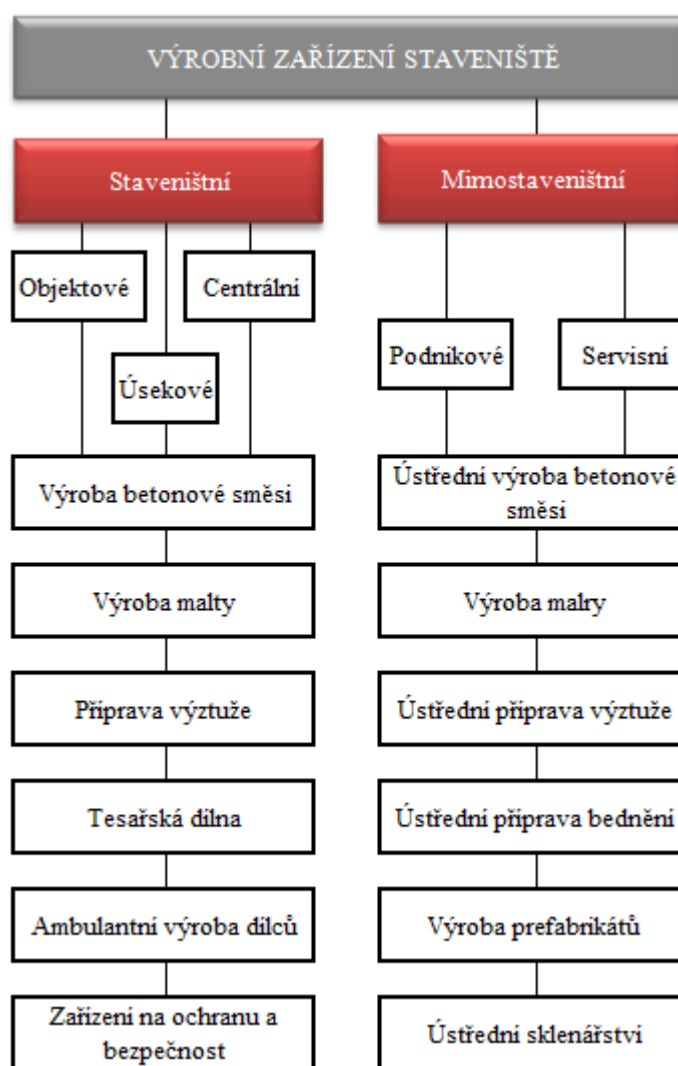 VÝROBNÍ ZAŘÍZENÍ STAVENIŠTĚ
Staveništní
Mimostaveništní
Objektové
Centrální
Úsekové
Podnikové
Servisní
Výroba betonové směsi
Ústřední výroba betonové
směsi
Výroba malty
Výroba malry
Příprava výztuže
Ústřední příprava výztuže
Tesařská dílna
Ústřední příprava bednění
Ambulantní výroba dílců
Výroba prefabrikátů
Zařízení na ochranu a
bezpečnost
Ústřední sklenářství